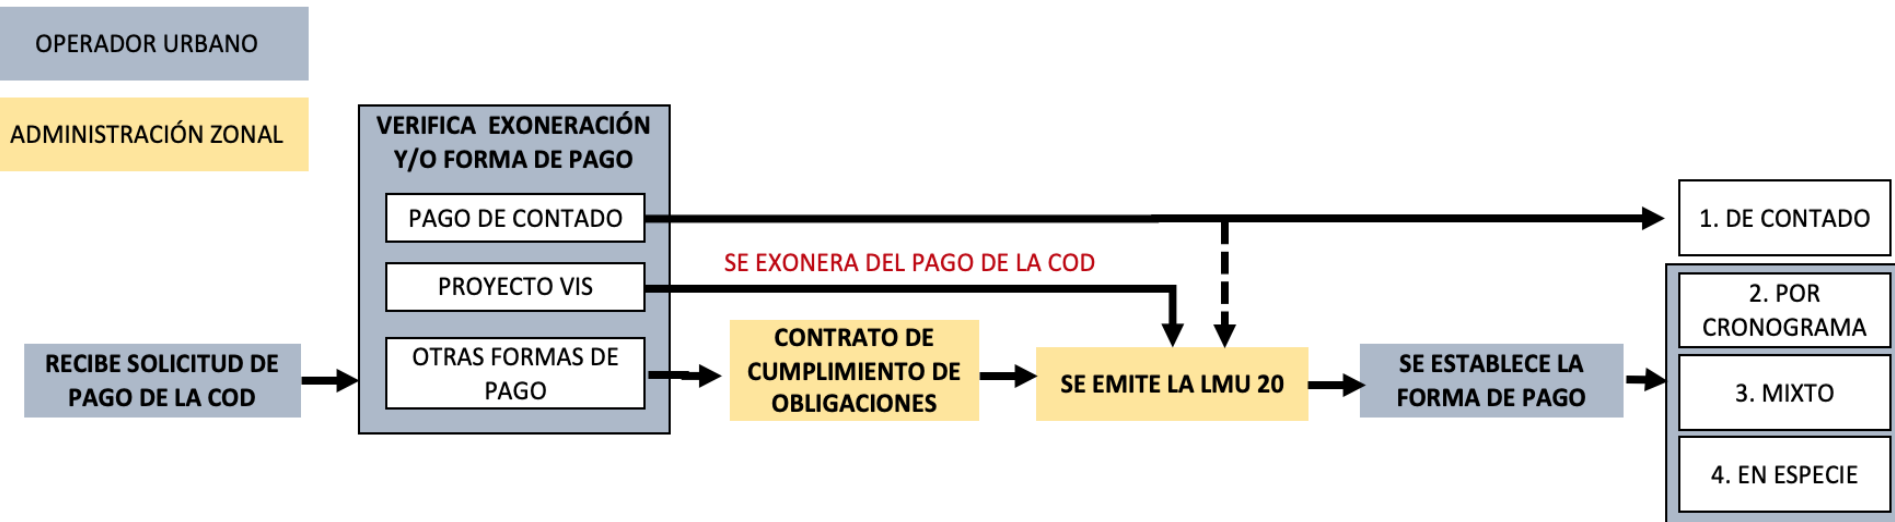 OPERADOR URBANO
ADMINISTRACIÓN ZONAL
RECIBE SOLICITUD DE
PAGO DE LA COD
VERIFICA EXONERACIÓN
Y/O FORMA DE PAGO
PAGO DE CONTADO
PROYECTO VIS
OTRAS FORMAS DE
PAGO
SE EXONERA DEL PAGO DE LA COD
CONTRATO DE
CUMPLIMIENTO DE
OBLIGACIONES
SE EMITE LA LMU 20
SE ESTABLECE LA
FORMA DE PAGO
1. DE CONTADO
2. POR
CRONOGRAMA
3. MIXTO
4. EN ESPECIE